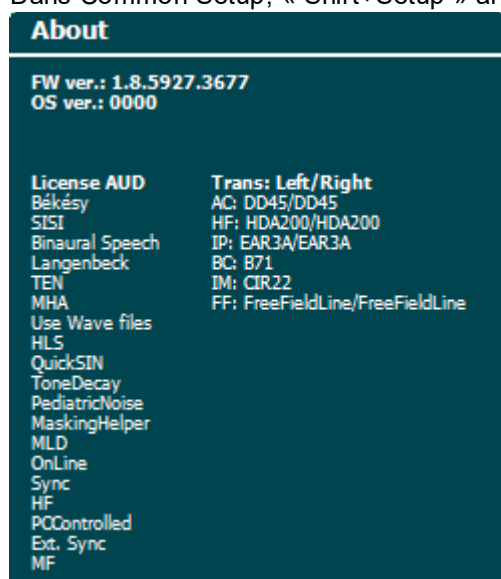 Dans Common Setup, « Shift+Setup » af
About
FW ver.: 1.8.5927.3677
OS ver.: 0000
License AUD
Békésy
SISI
Binaural Speech
Langenbeck
TEN
MHA
Use Wave files
HLS
QuickSIN
ToneDecay
PediatricNoise
MaskingHelper
MLD
OnLine
Sync
HF
PCControlled
Ext. Sync
MF
Trans: Left/Right
AC: DD45/DD45
HF: HDA200/HDA200
IP: EAR3A/EAR3A
BC: B71
IM: CIR22
FF: FreeFieldLine/FreeFieldLine